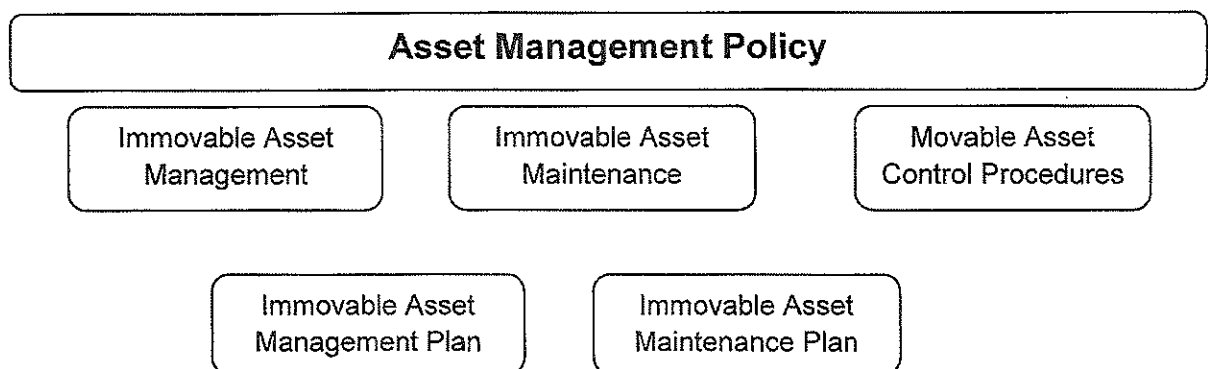 Asset Management Policy
Immovable Asset
Management
Immovable Asset
Maintenance
Movable Asset
Control Procedures
Immovable Asset
Management Plan
Immovable Asset
Maintenance Plan